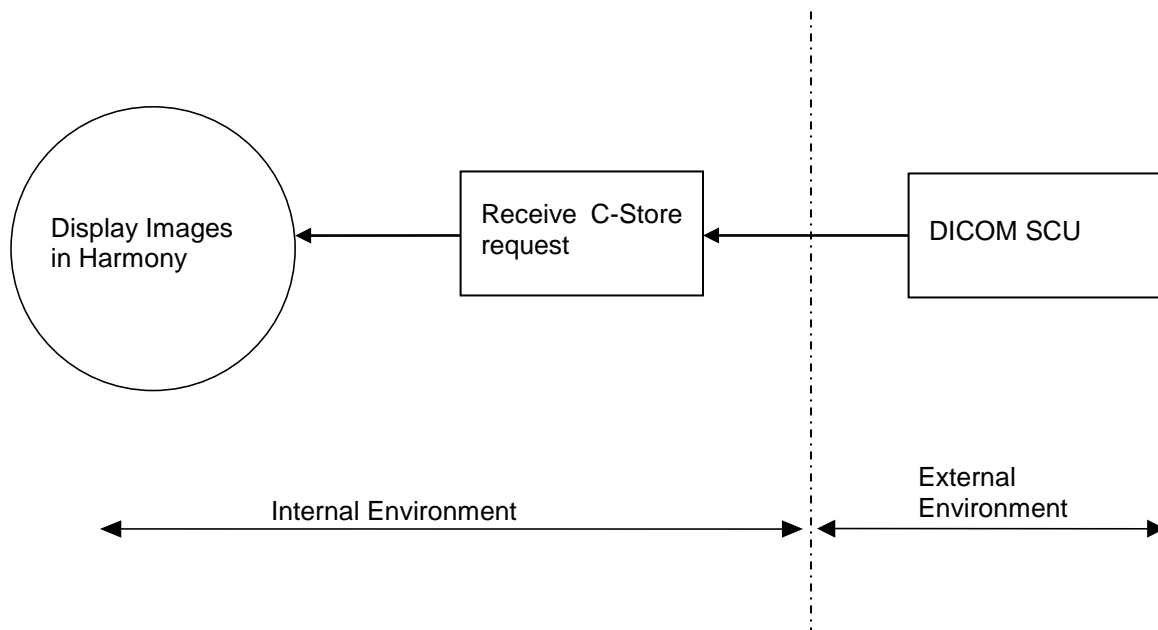 Display Images
in Harmony
Receive C-Store
request
DICOM SCU
Internal Environment
External
Environment